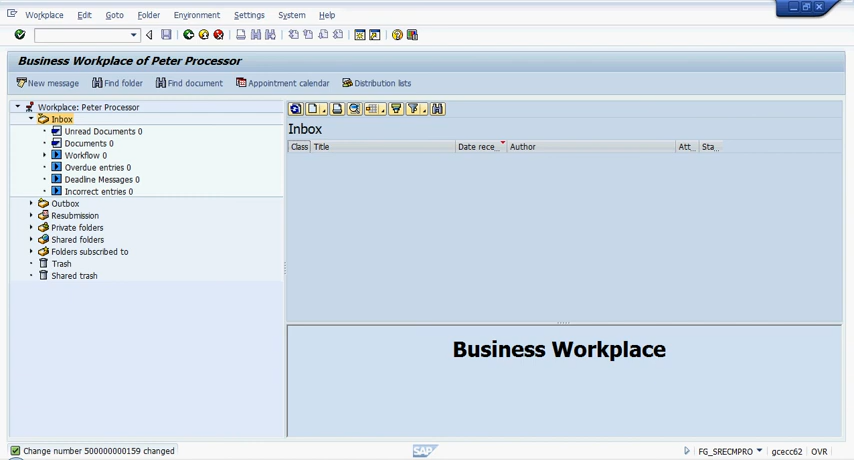 Workplace Edit Goto Folder Environment Settings System Help
Business Workplace of Peter Processor
New message Find folder Find document Appointment calendar Distribution lists
Workplace: Peter Processor
Inbox
Unread Documents 0
Documents 0
Workflow 0
Overdue entries 0
Deadline Messages 0
Incorrect entries 0
Outbox
Resubmission
Private folders
Shared folders
Folders subscribed to
Trash
Shared trash
Inbox
Class Title Date rece... Author Att... Sta...
Business Workplace
Change number 500000000159 changed
SAP
FG_SRECMPRO gcecc62 OVR